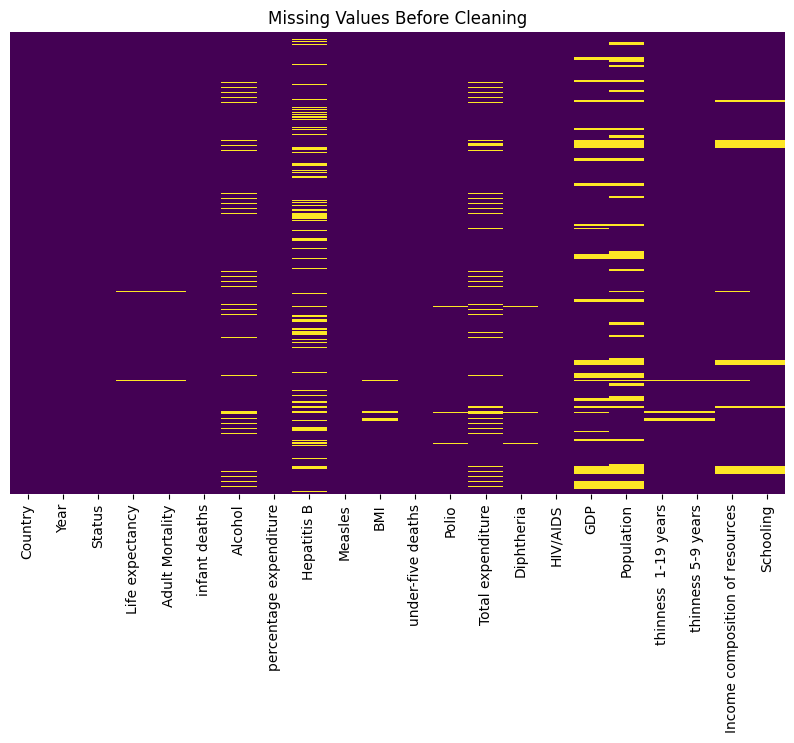 Missing Values Before Cleaning
Country
Year
Status
Life expectancy
Adult Mortality
infant deaths
Alcohol
percentage expenditure
Hepatitis B
Measles
BMI
under-five deaths
Polio
Total expenditure
Diphtheria
HIV/AIDS
GDP
Population
thinness  1-19 years
thinness 5-9 years
Income composition of resources
Schooling